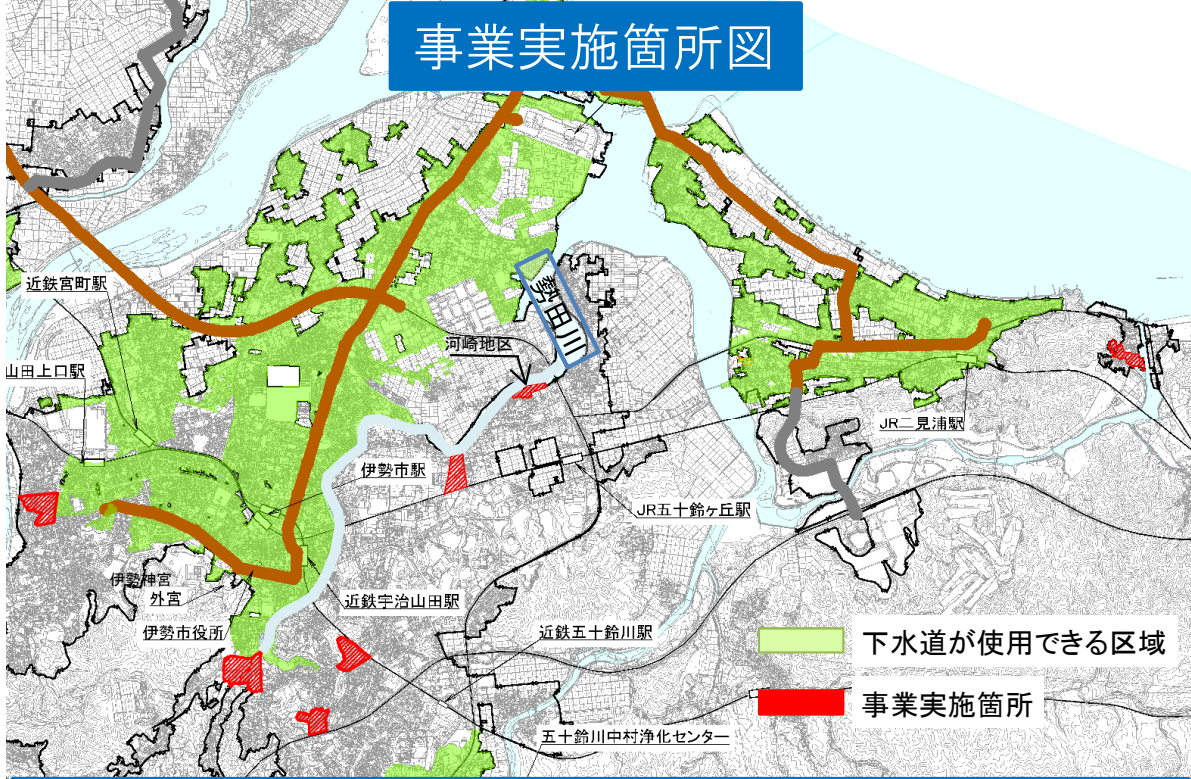 事業実施箇所図
近鉄宮町駅
勢田川
河崎地区
山田上口駅
JR二見浦駅
伊勢市駅
JR五十鈴ヶ丘駅
伊勢神宮
外宮
近鉄宇治山田駅
伊勢市役所
近鉄五十鈴川駅
下水道が使用できる区域
事業実施箇所
五十鈴川中村浄化センター